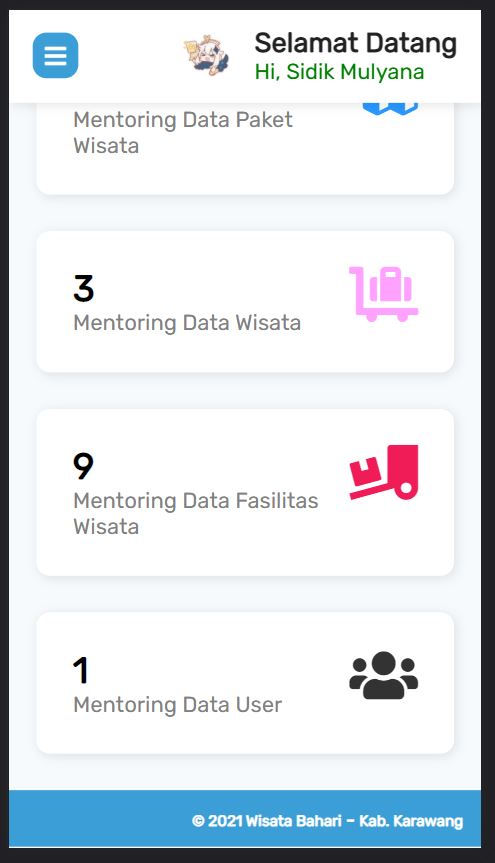 Selamat Datang
Hi, Sidik Mulyana
Mentoring Data Paket
Wisata
3
Mentoring Data Wisata
9
Mentoring Data Fasilitas
Wisata
1
Mentoring Data User
© 2021 Wisata Bahari - Kab. Karawang